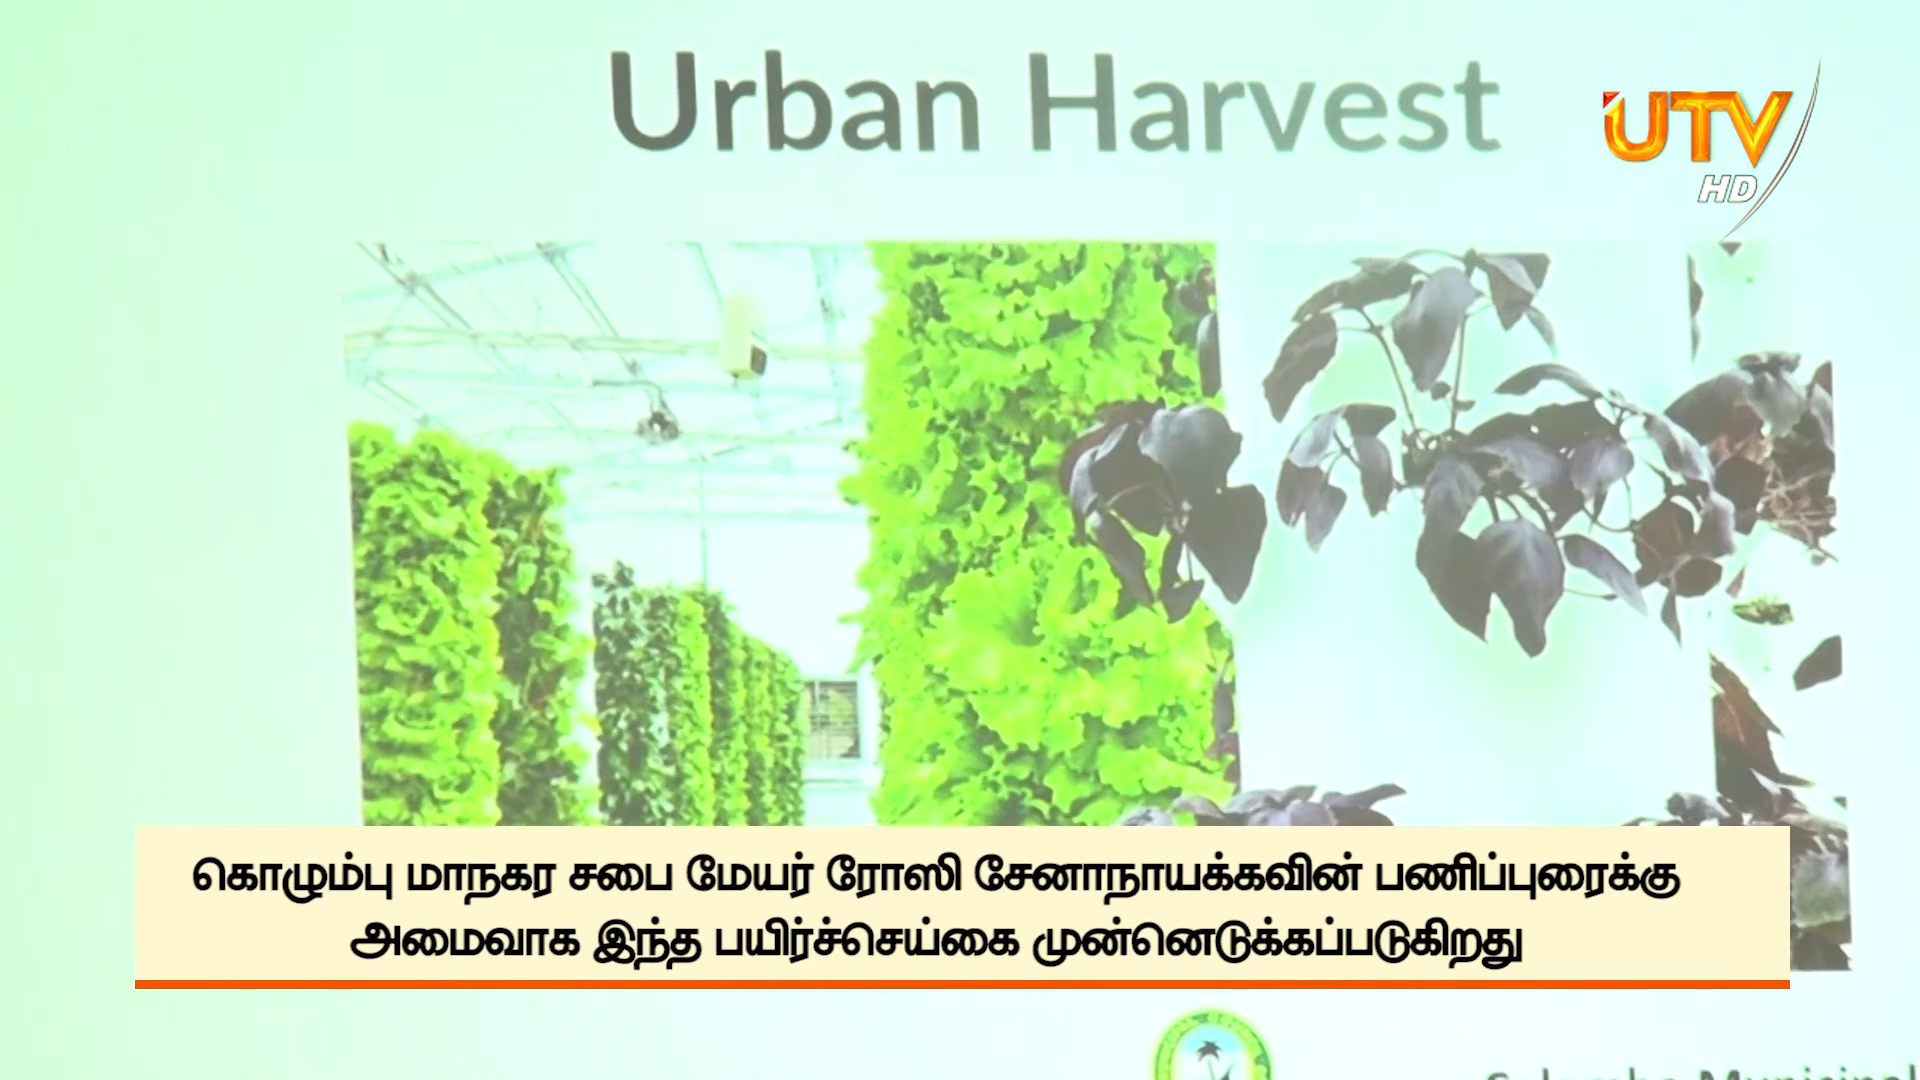 Urban Harvest
UTV
HD
கொழும்பு மாநகர சபை மேயர் ரோஸி சேனாநாயக்கவின் பணிப்புரைக்கு
அமைவாக இந்த பயிர்ச்செய்கை முன்னெடுக்கப்படுகிறது